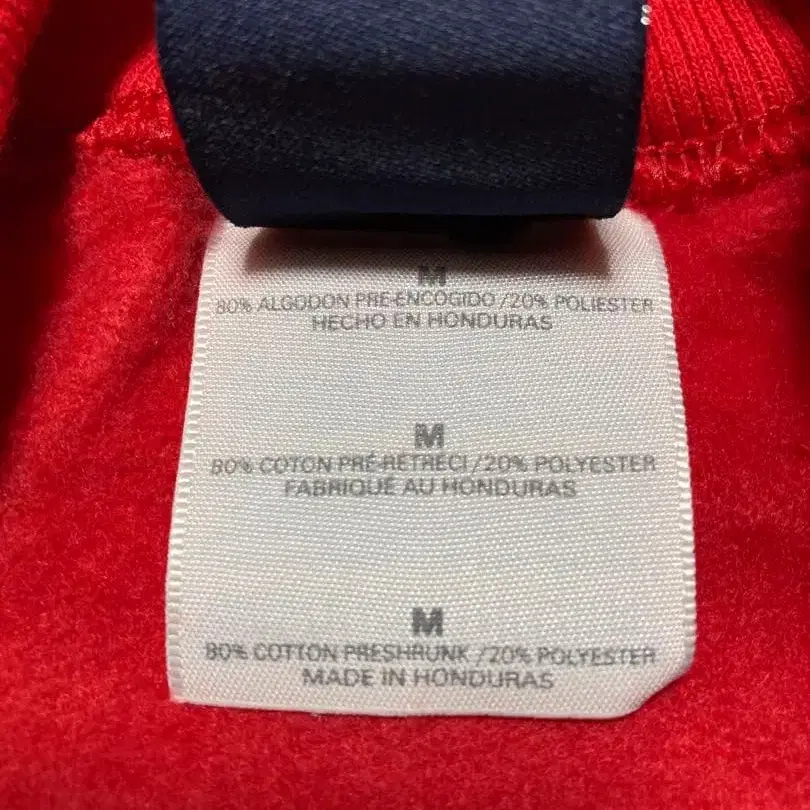 M
80% ALGODON PRE-ENCOGIDO / 20% POLIESTER
HECHO EN HONDURAS
M
80% COTON PRÉ-RÉTRECI / 20% POLYESTER
FABRIQUÉ AU HONDURAS
M
80% COTTON PRESHRUNK / 20% POLYESTER
MADE IN HONDURAS